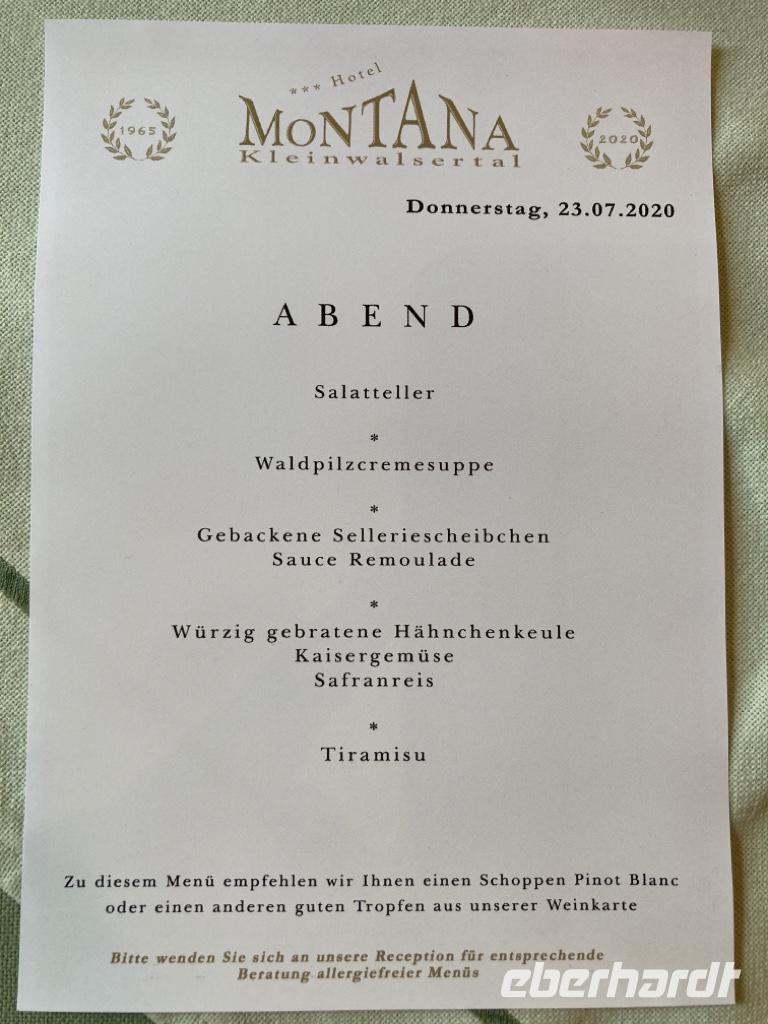 *** Hotel
MONTANA
Kleinwalsertal
1965
2020
Donnerstag, 23.07.2020
ABEND
Salatteller
*
Waldpilzcremesuppe
*
Gebackene Selleriescheibchen
Sauce Remoulade
*
Würzig gebratene Hähnchenkeule
Kaisergemüse
Safranreis
*
Tiramisu
Zu diesem Menü empfehlen wir Ihnen einen Schoppen Pinot Blanc
oder einen anderen guten Tropfen aus unserer Weinkarte
Bitte wenden Sie sich an unsere Reception für entsprechende
Beratung allergiefreier Menüs
eberhardt
TRAVEL